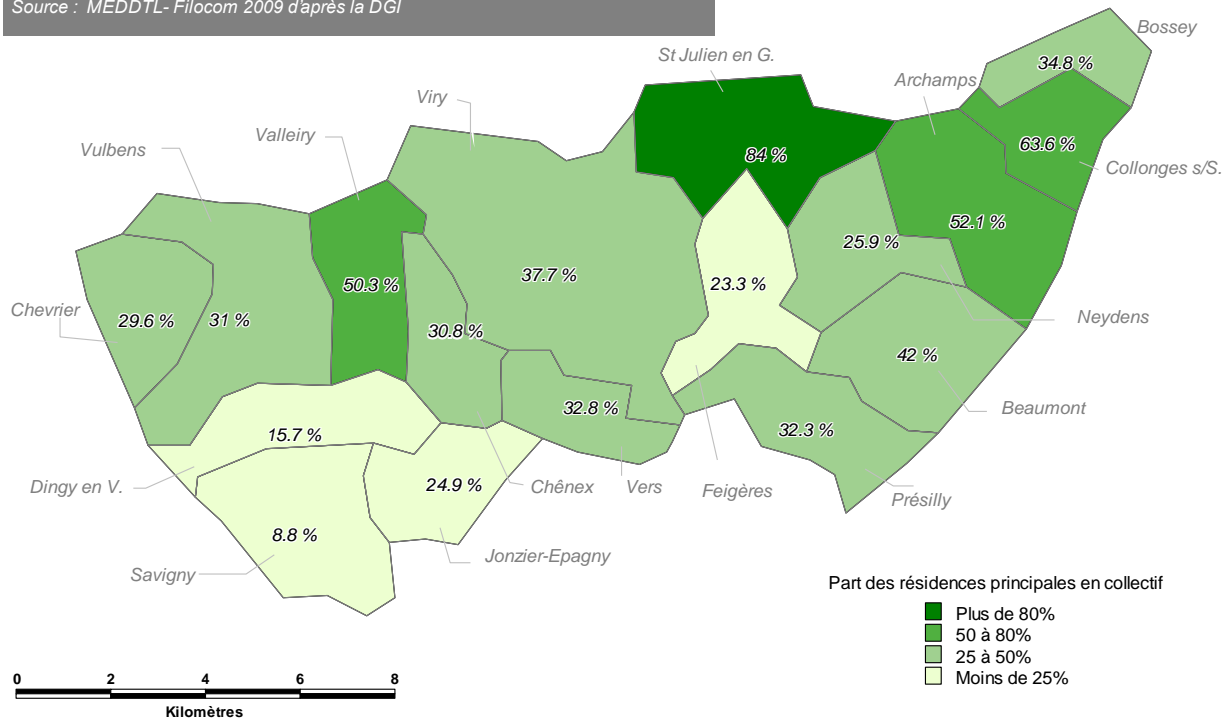 Source : MEDDTL- Filocom 2009 d'après la DGI
Bossey
34.8 %
St Julien en G.
Archamps
Viry
Valleiry
Vulbens
84 %
63.6 %
Collonges s/S.
52.1 %
25.9 %
37.7 %
23.3 %
50.3 %
Chevrier
29.6 %
31 %
30.8 %
Neydens
42 %
Beaumont
32.8 %
32.3 %
15.7 %
Dingy en V.
24.9 %
Chênex
Vers
Feigères
Présilly
8.8 %
Jonzier-Epagny
Savigny
Part des résidences principales en collectif
Plus de 80%
50 à 80%
25 à 50%
Moins de 25%
0 2 4 6 8
Kilomètres